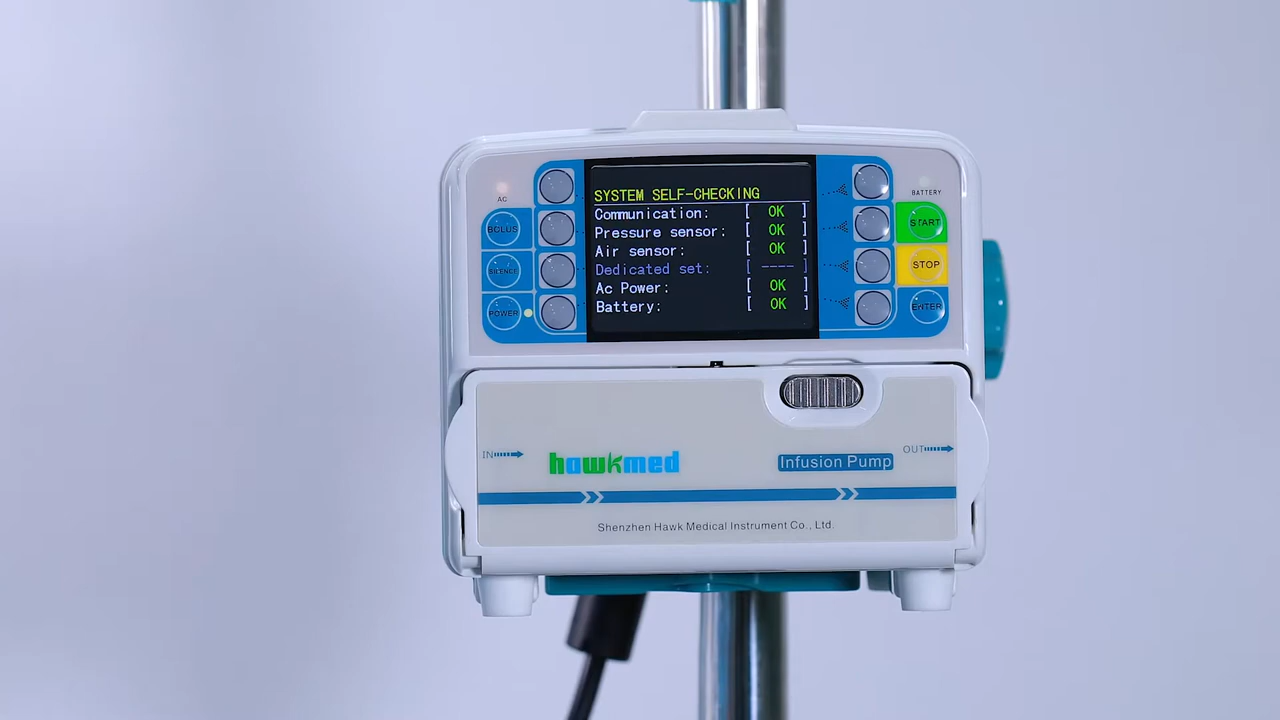 AC
BATTERY
BOLUS
SILENCE
POWER
SYSTEM SELF-CHECKING
Communication: [ OK ]
Pressure sensor: [ OK ]
Air sensor: [ OK ]
Dedicated set: [ ---- ]
Ac Power: [ OK ]
Battery: [ OK ]
START
STOP
ENTER
IN
OUT
hawkmed
Infusion Pump
Shenzhen Hawk Medical Instrument Co., Ltd.